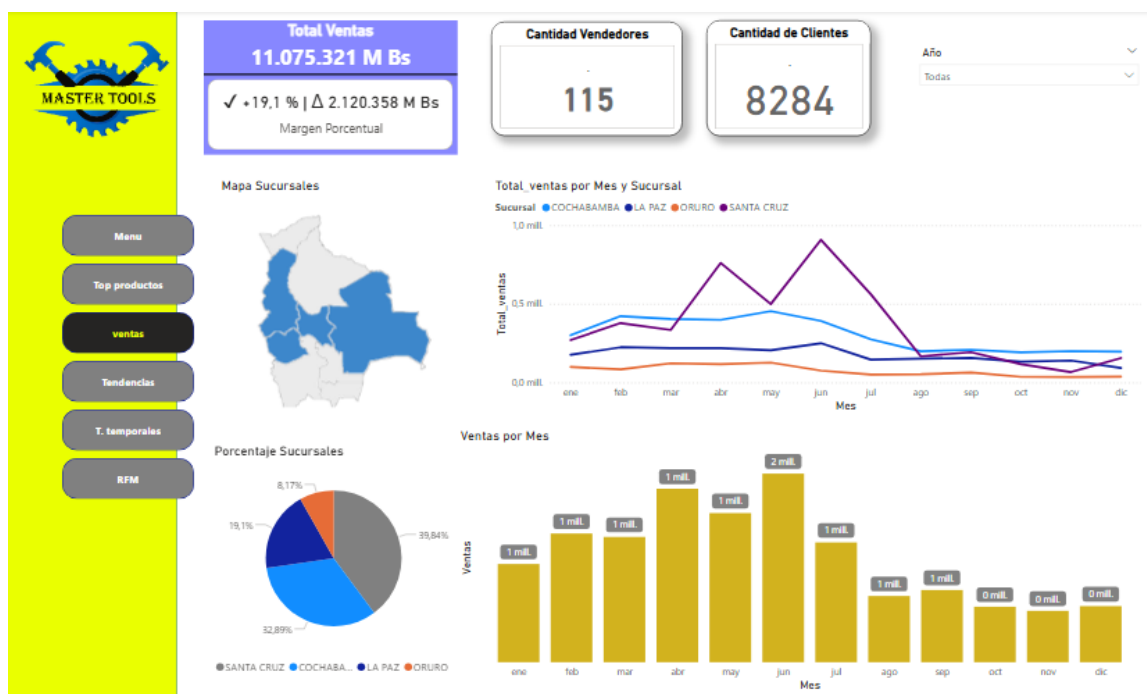 MASTER TOOLS
Menu
Top productos
ventas
Tendencias
T. temporales
RFM
Total Ventas
11.075.321 M Bs
✓ +19,1 % | Δ 2.120.358 M Bs
Margen Porcentual
Cantidad Vendedores
115
Cantidad de Clientes
8284
Año
Todas
Mapa Sucursales
Total_ventas por Mes y Sucursal
Sucursal COCHABAMBA LA PAZ ORURO SANTA CRUZ
Total_ventas
1,0 mill.
0,5 mill.
0,0 mill.
ene feb mar abr may jun jul ago sep oct nov dic
Mes
Porcentaje Sucursales
8,17%
19,1%
39,84%
32,89%
SANTA CRUZ COCHABA... LA PAZ ORURO
Ventas por Mes
Ventas
1 mill. 1 mill. 1 mill. 1 mill. 1 mill. 2 mill. 1 mill. 1 mill. 1 mill. 0 mill. 0 mill. 0 mill.
ene feb mar abr may jun jul ago sep oct nov dic
Mes